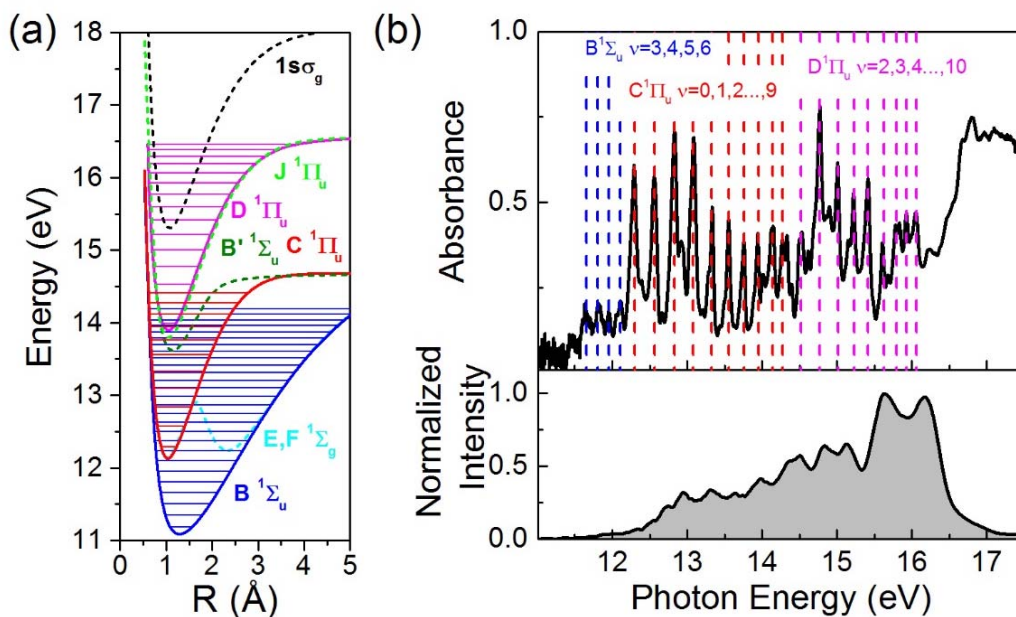 (a)
18
17
16
15
14
13
12
11
Energy (eV)
0 1 2 3 4 5
R (Å)
1sσg
J ¹Πu
D ¹Πu
B' ¹Σu
C ¹Πu
E,F ¹Σg
B ¹Σu
(b)
1.0
0.5
Absorbance
B¹Σu ν=3,4,5,6
C¹Πu ν=0,1,2...,9
D¹Πu ν=2,3,4...,10
1.0
0.5
0.0
Normalized
Intensity
12 13 14 15 16 17
Photon Energy (eV)